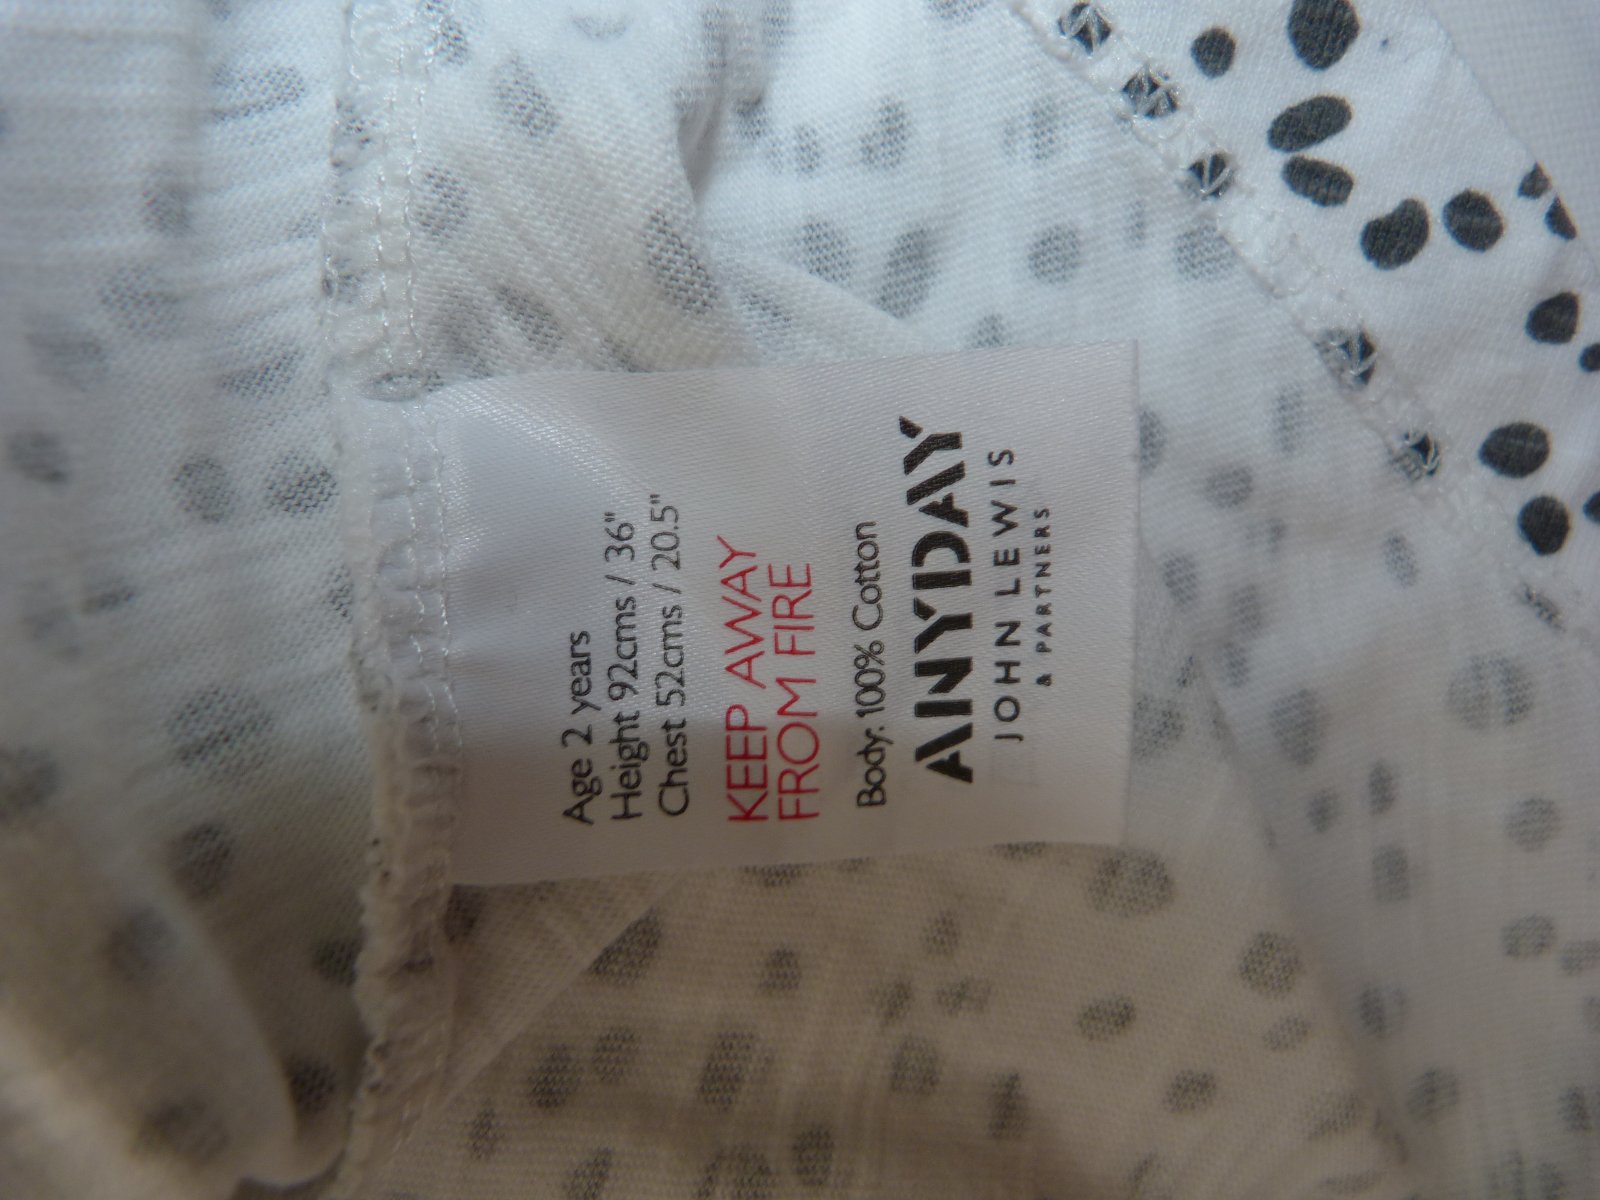 Age 2 years
Height 92cms / 36"
Chest 52cms / 20.5"
KEEP AWAY
FROM FIRE
Body: 100% Cotton
ANYDAY
JOHN LEWIS
& PARTNERS